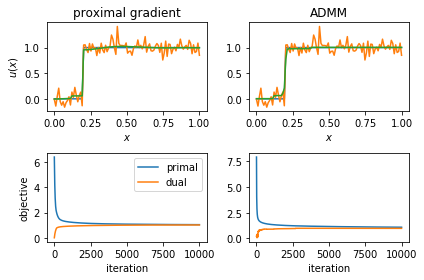 proximal gradient
ADMM
u(x)
1.0
0.5
0.0
0.00 0.25 0.50 0.75 1.00
x
1.0
0.5
0.0
0.00 0.25 0.50 0.75 1.00
x
objective
6
4
2
0
primal
dual
0 2500 5000 7500 10000
iteration
7.5
5.0
2.5
0.0
0 2500 5000 7500 10000
iteration